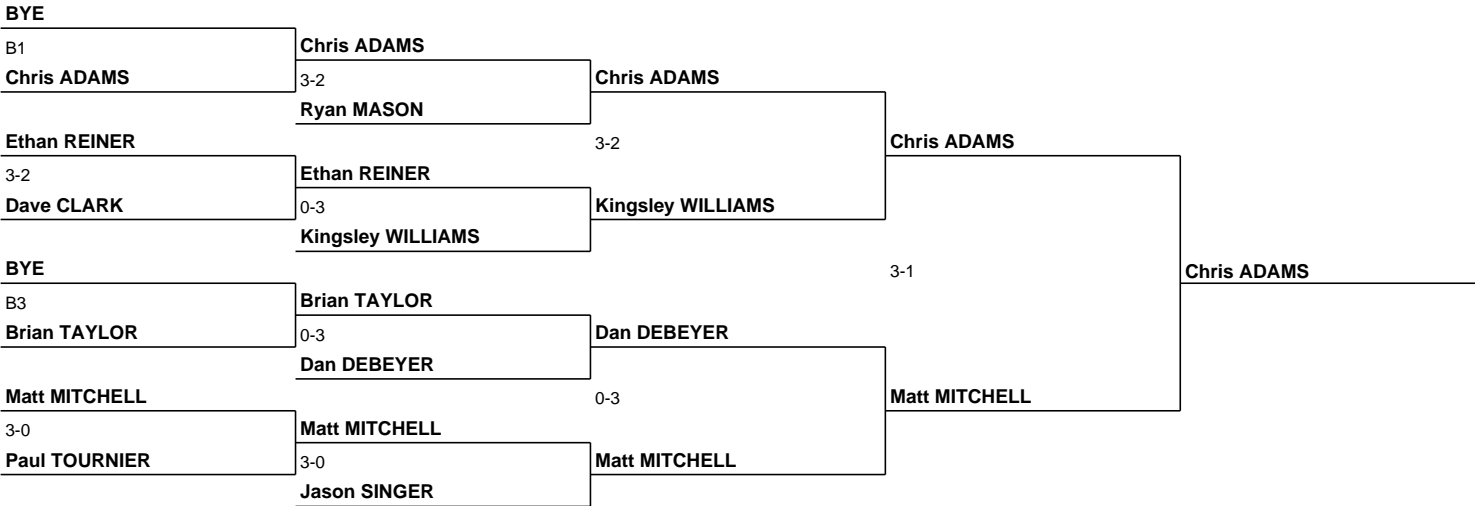 BYE
B1
Chris ADAMS
Chris ADAMS
3-2
Ryan MASON
Chris ADAMS
Ethan REINER
3-2
Dave CLARK
Ethan REINER
0-3
Kingsley WILLIAMS
3-2
Kingsley WILLIAMS
Chris ADAMS
BYE
B3
Brian TAYLOR
Brian TAYLOR
0-3
Dan DEBEYER
Dan DEBEYER
Matt MITCHELL
3-0
Paul TOURNIER
Matt MITCHELL
3-0
Jason SINGER
0-3
Matt MITCHELL
Matt MITCHELL
3-1
Chris ADAMS